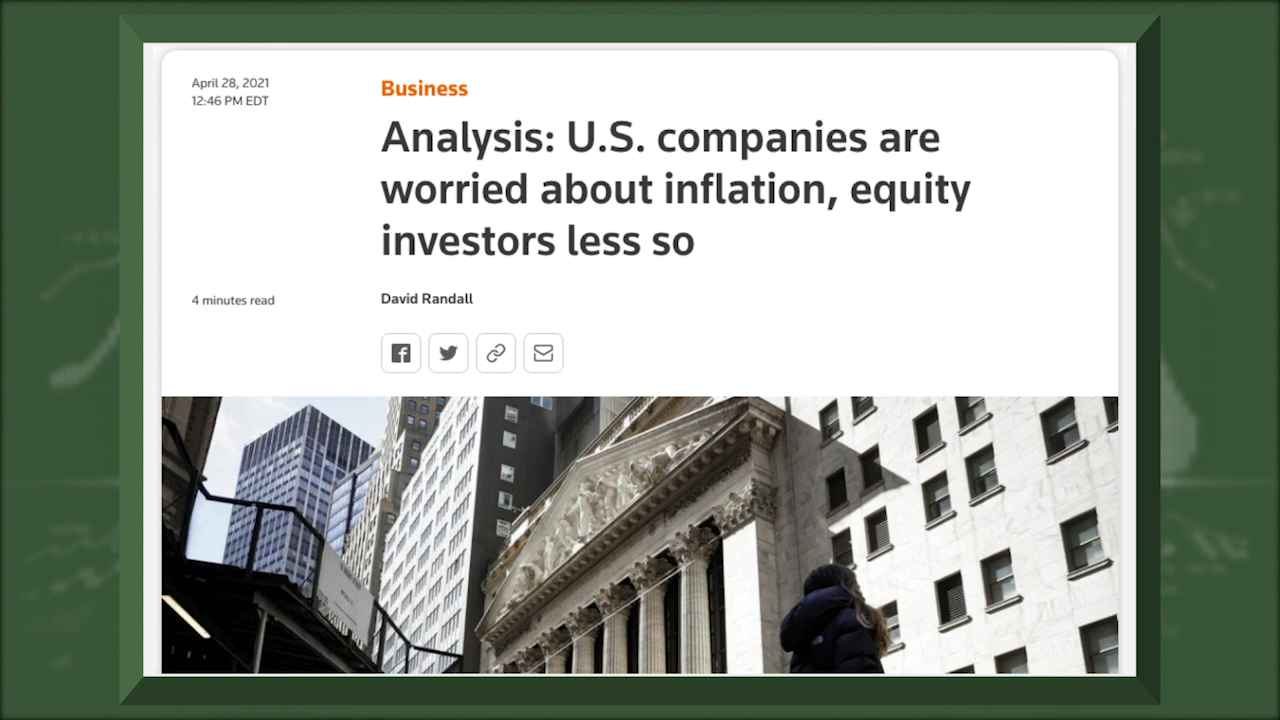 April 28, 2021
12:46 PM EDT
Business
Analysis: U.S. companies are
worried about inflation, equity
investors less so
4 minutes read
David Randall